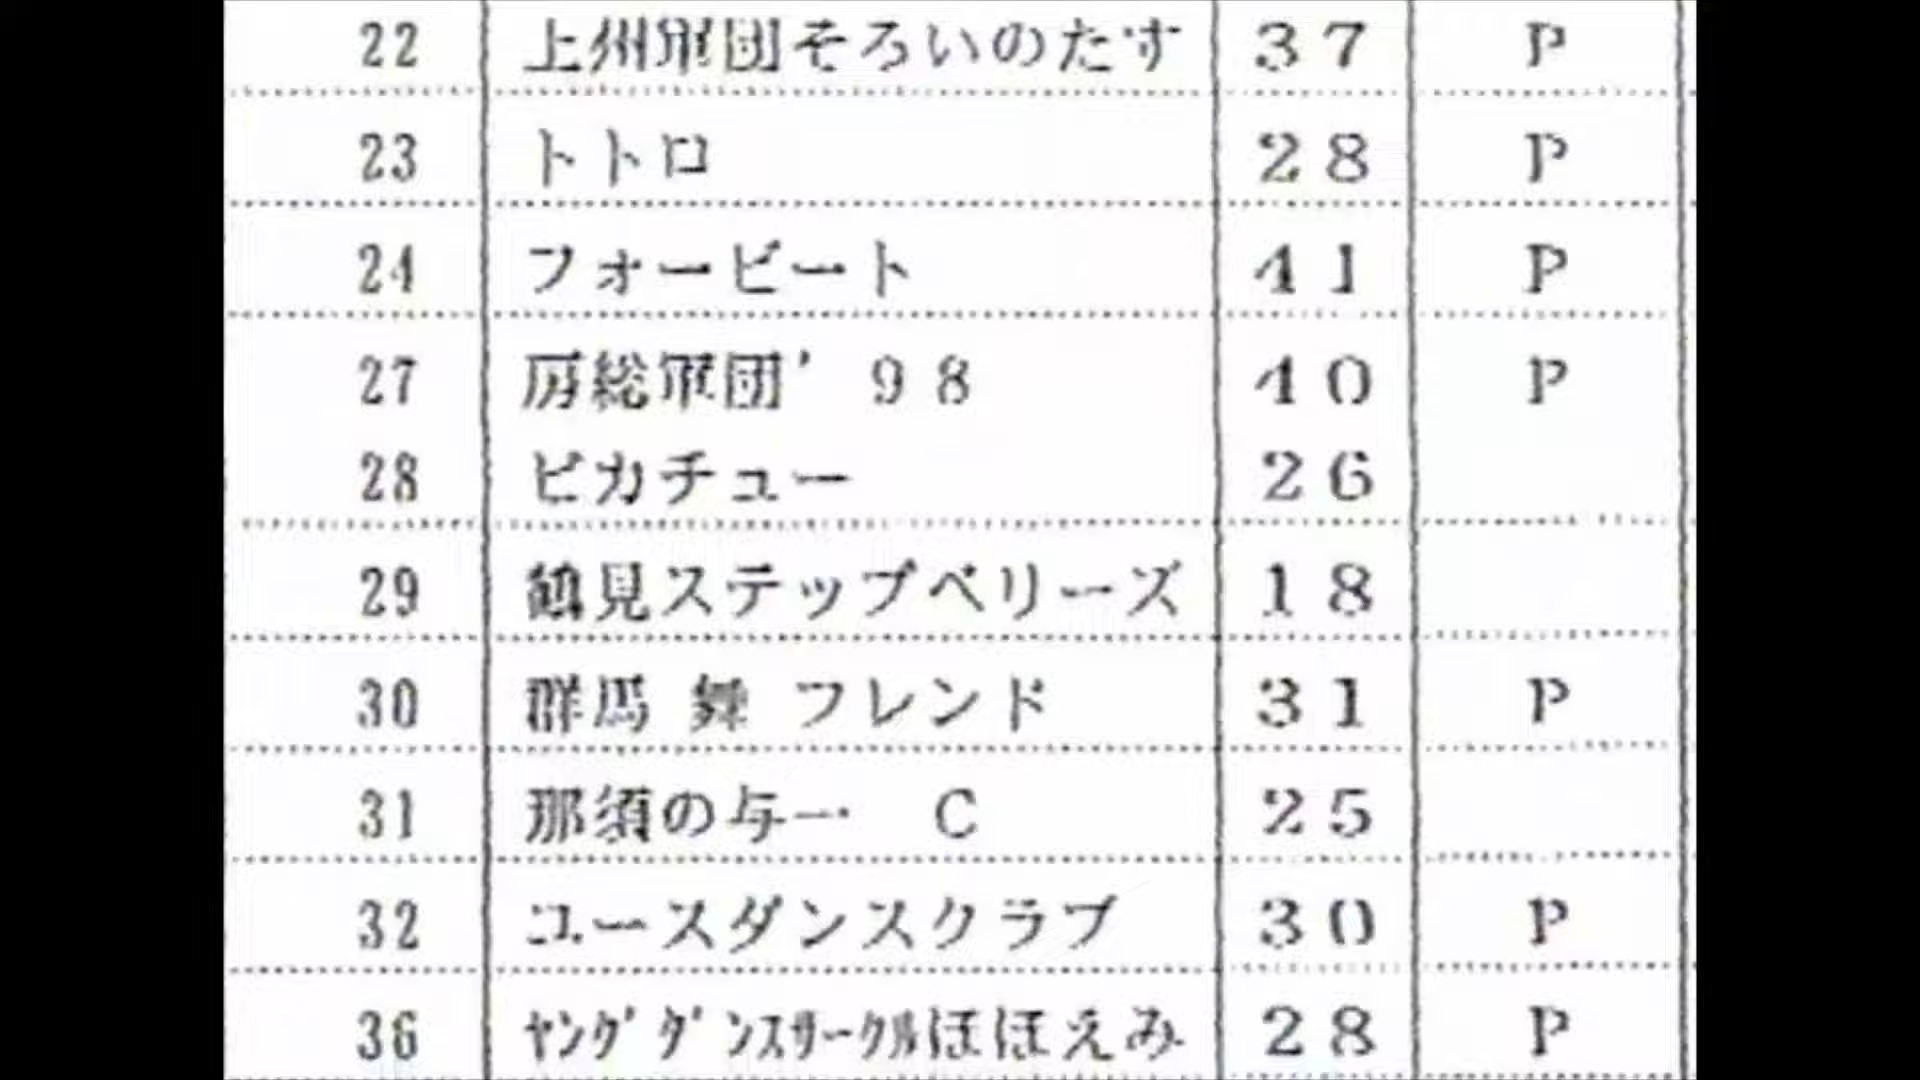 22 上州軍団そろいのたす 37 P
23 トトロ 28 P
24 フォービート 41 P
27 房総軍団’98 40 P
28 ピカチュー 26
29 鶴見ステップベリーズ 18
30 群馬 舞 フレンド 31 P
31 那須の与一 C 25
32 ユースダンスクラブ 30 P
36 ﾔﾝｸﾞﾀﾞﾝｽｻｰｸﾙほほえみ 28 P